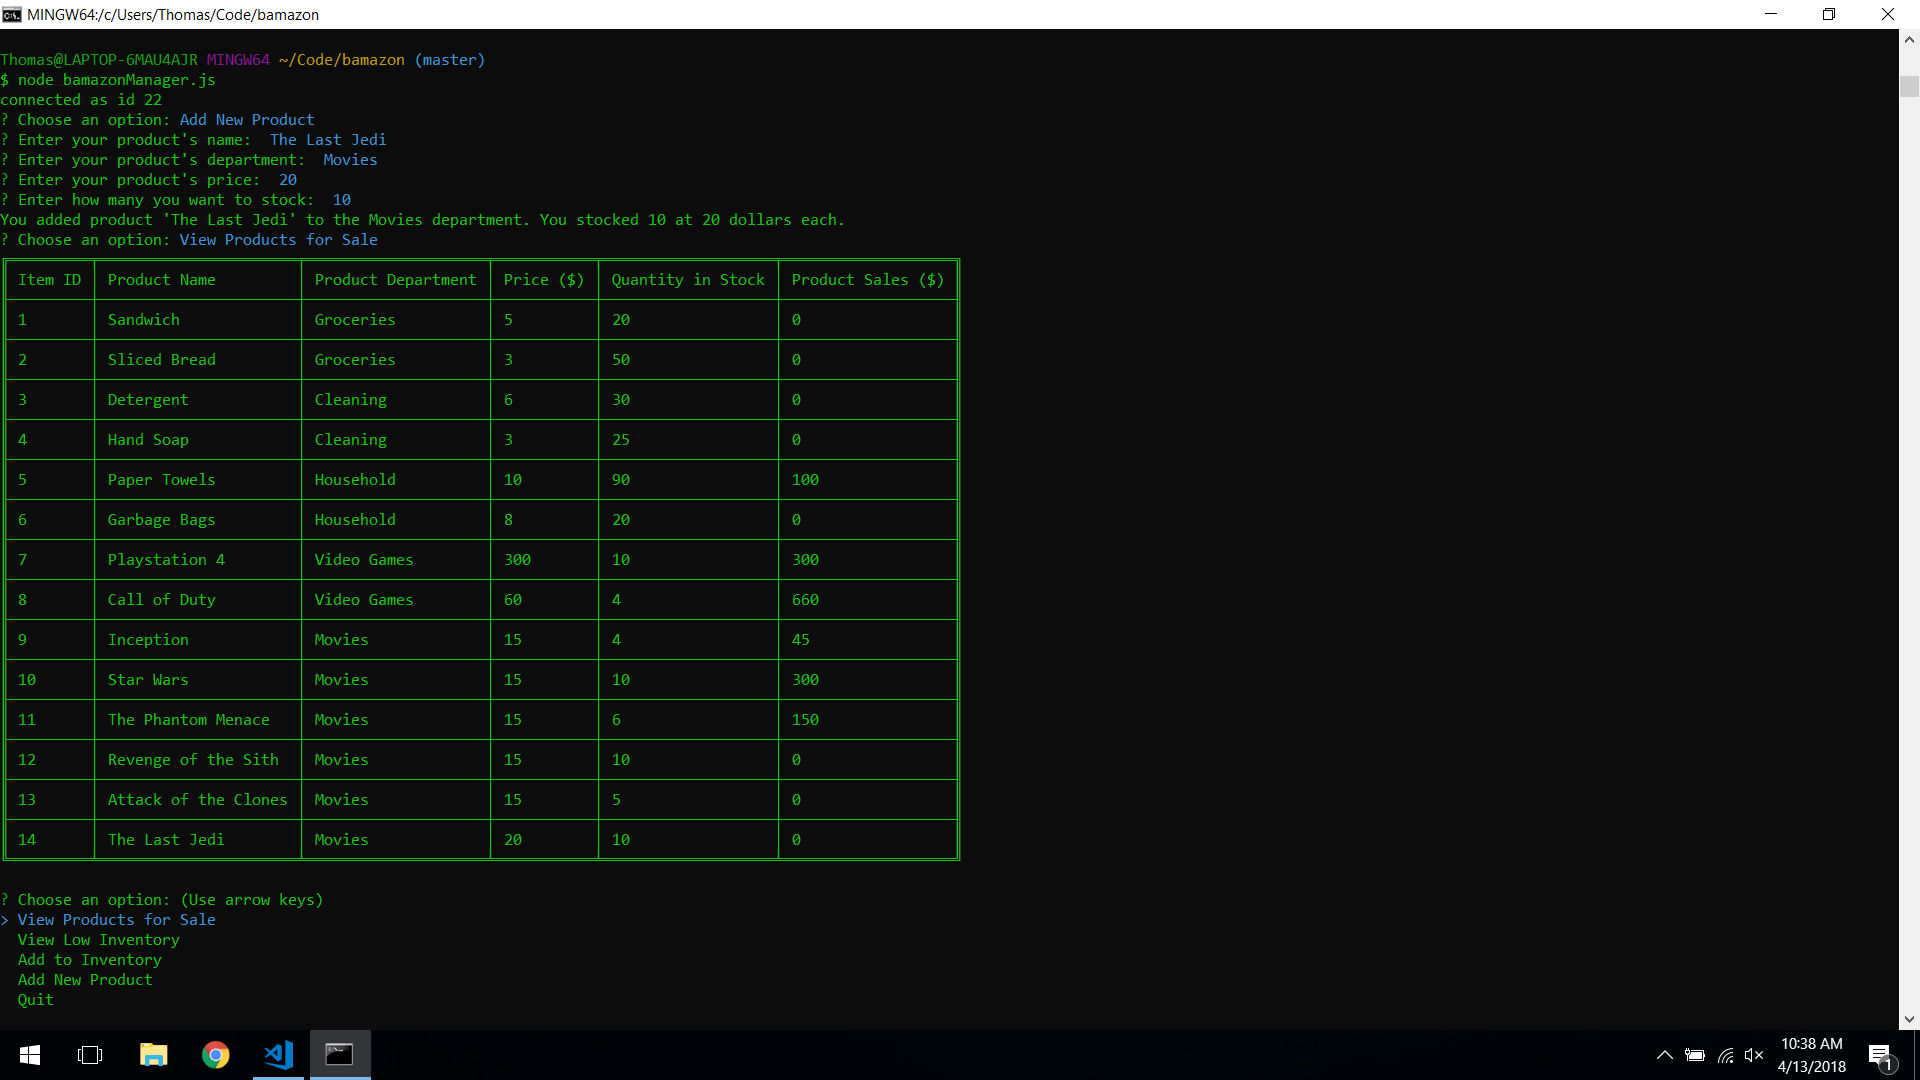 MINGW64:/c/Users/Thomas/Code/bamazon
Thomas@LAPTOP-6MAU4AJR MINGW64 ~/Code/bamazon (master)
$ node bamazonManager.js
connected as id 22
? Choose an option: Add New Product
? Enter your product's name:  The Last Jedi
? Enter your product's department:  Movies
? Enter your product's price:  20
? Enter how many you want to stock:  10
You added product 'The Last Jedi' to the Movies department. You stocked 10 at 20 dollars each.
? Choose an option: View Products for Sale
Item ID Product Name Product Department Price ($) Quantity in Stock Product Sales ($)
1 Sandwich Groceries 5 20 0
2 Sliced Bread Groceries 3 50 0
3 Detergent Cleaning 6 30 0
4 Hand Soap Cleaning 3 25 0
5 Paper Towels Household 10 90 100
6 Garbage Bags Household 8 20 0
7 Playstation 4 Video Games 300 10 300
8 Call of Duty Video Games 60 4 660
9 Inception Movies 15 4 45
10 Star Wars Movies 15 10 300
11 The Phantom Menace Movies 15 6 150
12 Revenge of the Sith Movies 15 10 0
13 Attack of the Clones Movies 15 5 0
14 The Last Jedi Movies 20 10 0
? Choose an option: (Use arrow keys)
> View Products for Sale
View Low Inventory
Add to Inventory
Add New Product
Quit
10:38 AM
4/13/2018
1